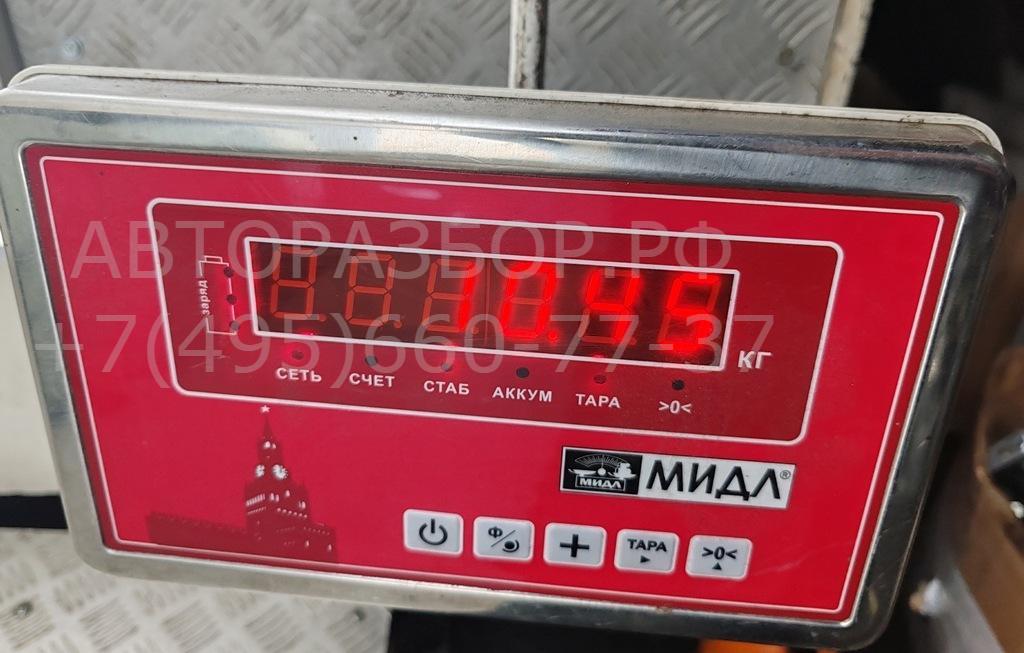 АВТОРАЗБОР.РФ
+7(495)660-77-37
заряд
10.45
КГ
СЕТЬ СЧЕТ СТАБ АККУМ ТАРА >0<
МИДЛ МИДЛ®
Ф + ТАРА >0<